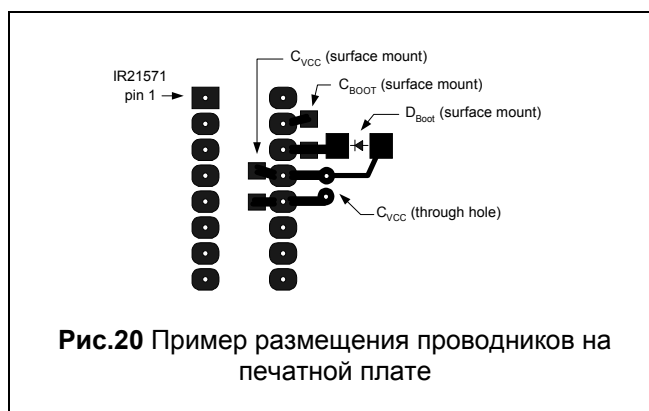 C_VCC (surface mount)
IR21571
pin 1
C_BOOT (surface mount)
D_Boot (surface mount)
C_VCC (through hole)
Рис.20 Пример размещения проводников на
печатной плате